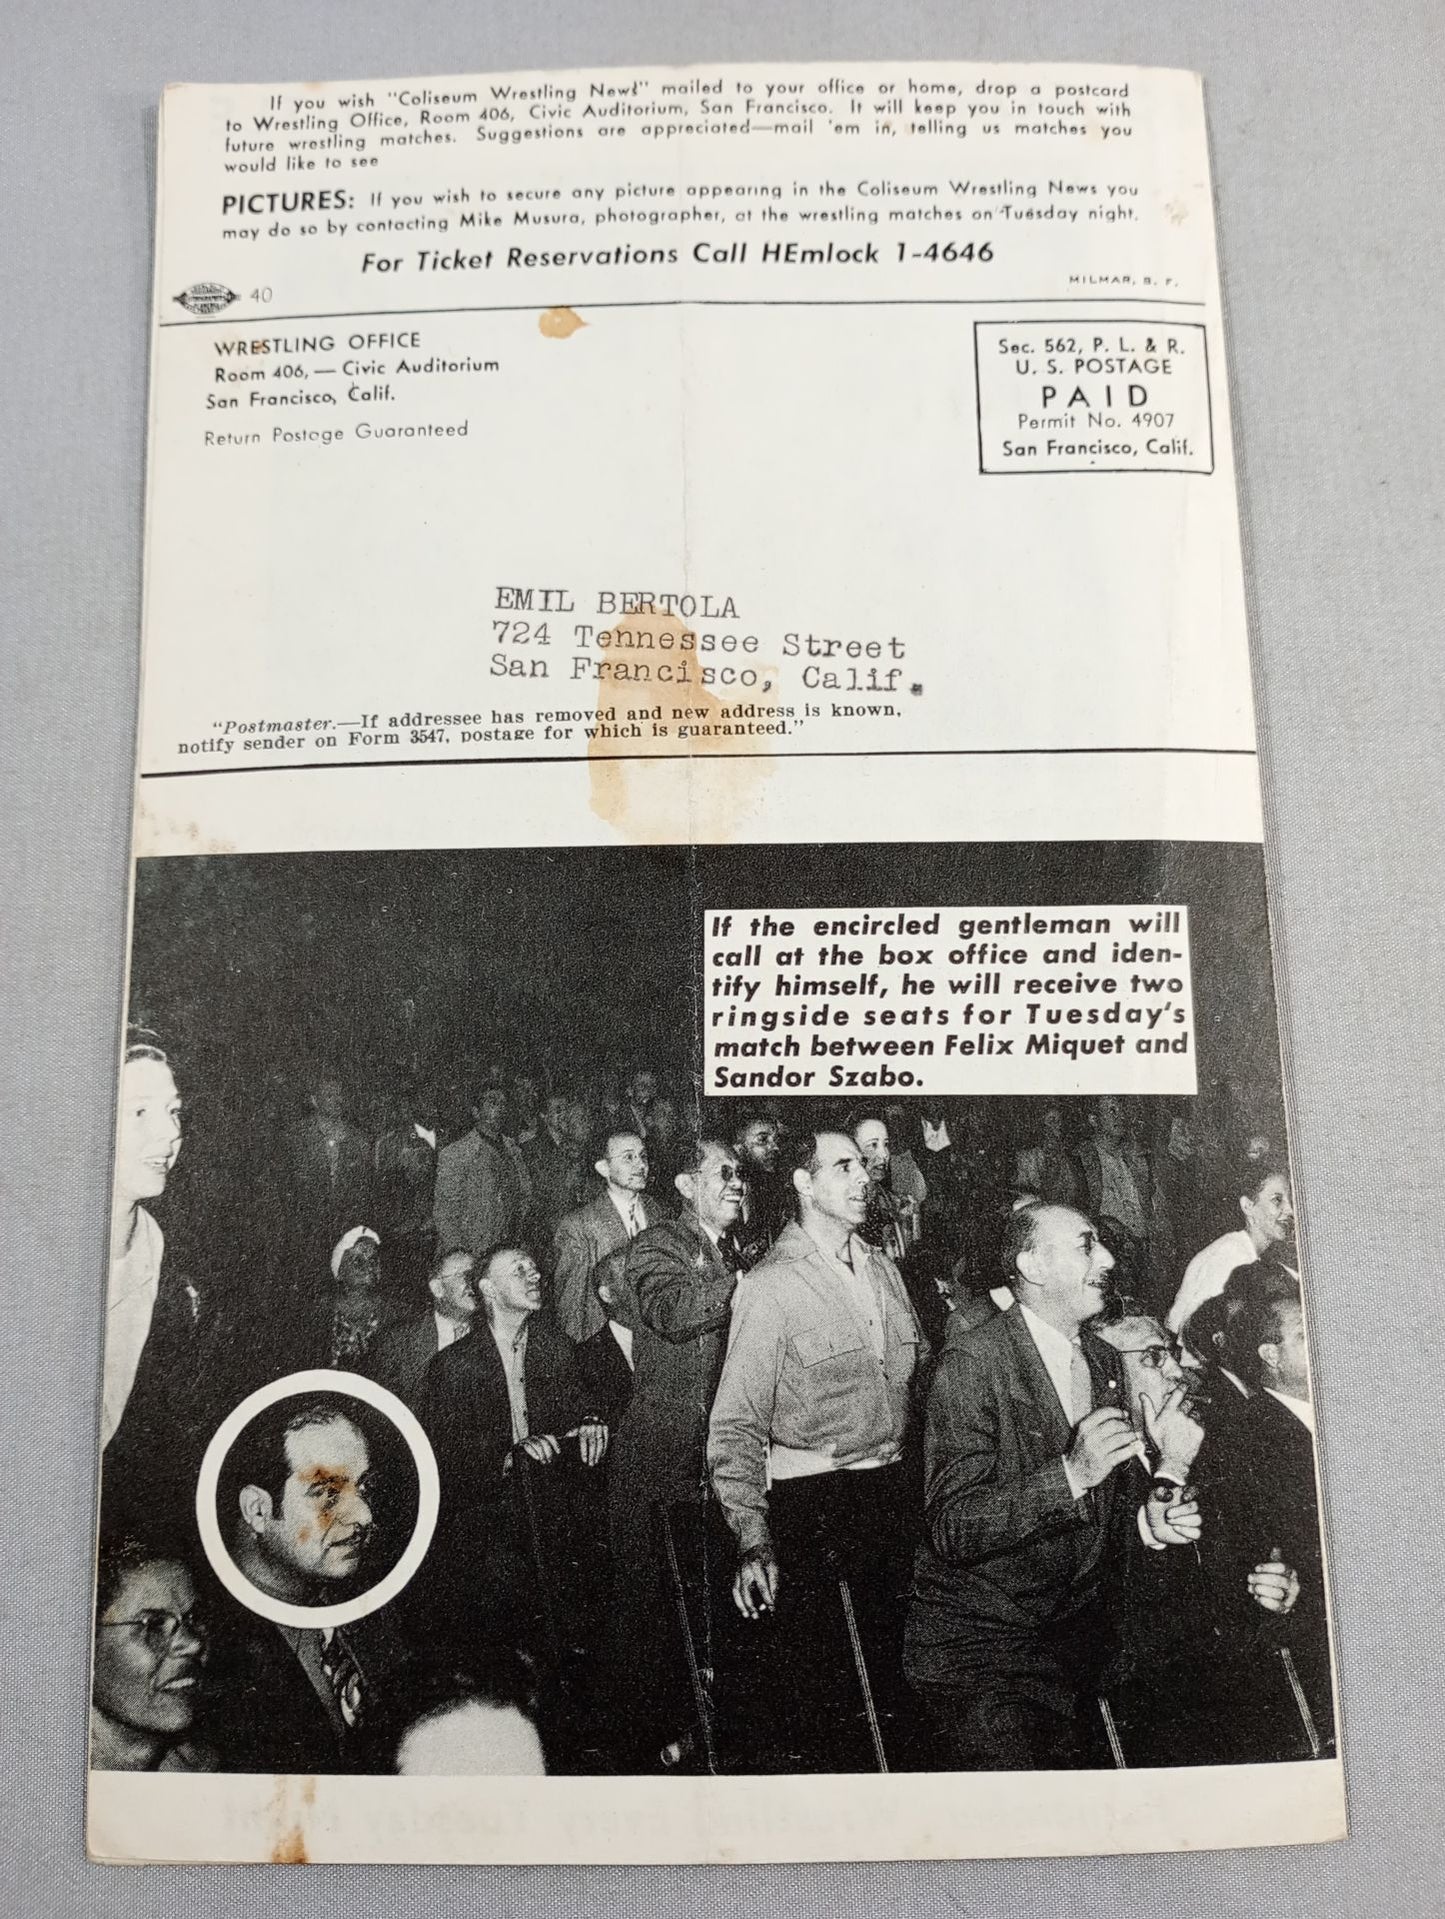 If you wish "Coliseum Wrestling News" mailed to your office or home, drop a postcard
to Wrestling Office, Room 406, Civic Auditorium, San Francisco. It will keep you in touch with
future wrestling matches. Suggestions are appreciated—mail 'em in, telling us matches you
would like to see
PICTURES: If you wish to secure any picture appearing in the Coliseum Wrestling News you
may do so by contacting Mike Musura, photographer, at the wrestling matches on Tuesday night.
For Ticket Reservations Call HEmlock 1-4646
MILMAR, S. F.
40
WRESTLING OFFICE
Room 406, — Civic Auditorium
San Francisco, Calif.
Return Postage Guaranteed
Sec. 562, P. L. & R.
U. S. POSTAGE
PAID
Permit No. 4907
San Francisco, Calif.
EMIL BERTOLA
724 Tennessee Street
San Francisco, Calif.
"Postmaster.—If addressee has removed and new address is known,
notify sender on Form 3547, postage for which is guaranteed."
If the encircled gentleman will
call at the box office and iden-
tify himself, he will receive two
ringside seats for Tuesday's
match between Felix Miquet and
Sandor Szabo.